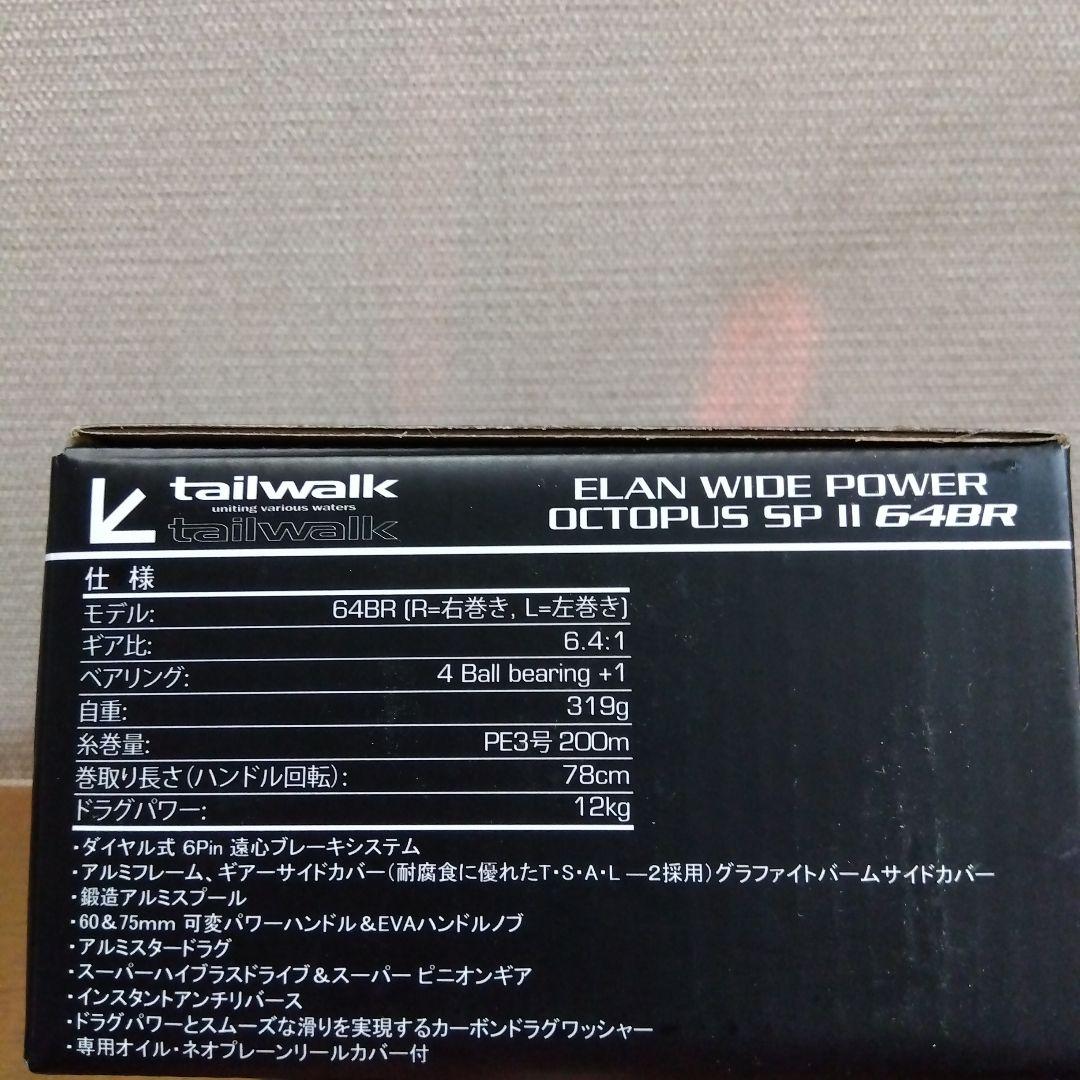 tailwalk
uniting various waters
tailwalk
ELAN WIDE POWER
OCTOPUS SP II 64BR
仕 様
モデル: 64BR (R=右巻き, L=左巻き)
ギア比: 6.4:1
ベアリング: 4 Ball bearing +1
自重: 319g
糸巻量: PE3号 200m
巻取り長さ(ハンドル回転): 78cm
ドラグパワー: 12kg
・ダイヤル式 6Pin 遠心ブレーキシステム
・アルミフレーム、ギアーサイドカバー(耐腐食に優れたT・S・A・L ―2採用)グラファイトパームサイドカバー
・鍛造アルミスプール
・60&75mm 可変パワーハンドル&EVAハンドルノブ
・アルミスタードラグ
・スーパーハイブラスドライブ&スーパー ピニオンギア
・インスタントアンチリバース
・ドラグパワーとスムーズな滑りを実現するカーボンドラグワッシャー
・専用オイル・ネオプレーンリールカバー付